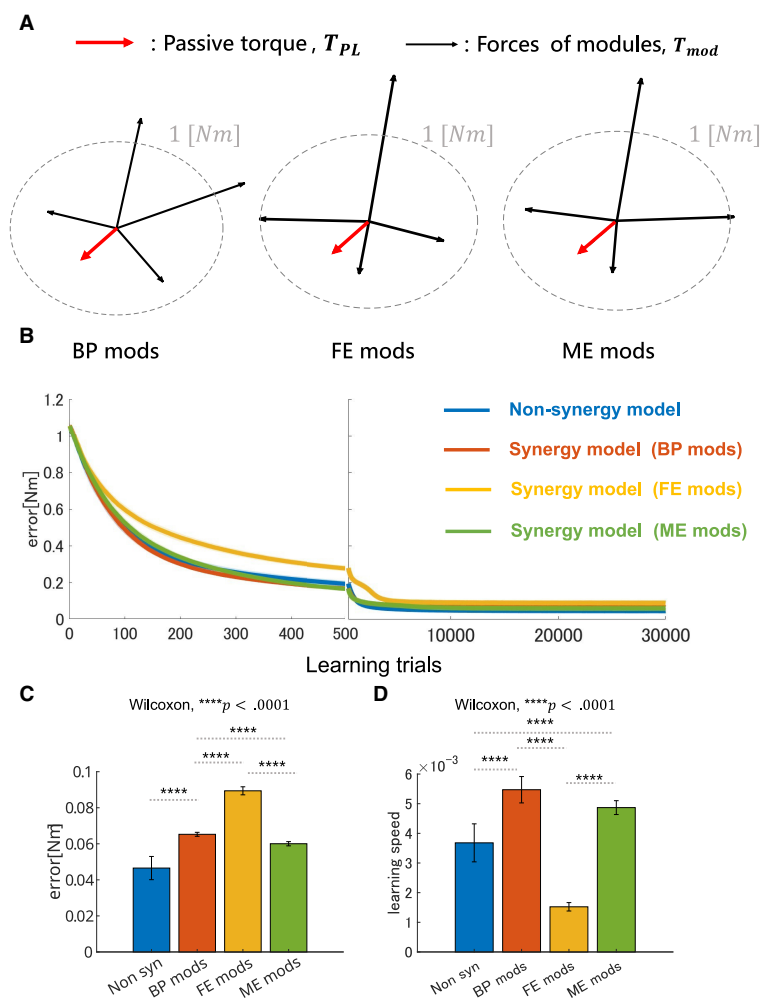 A
: Passive torque, T_PL : Forces of modules, T_mod
1 [Nm] 1 [Nm] 1 [Nm]
BP mods FE mods ME mods
B
error[Nm]
1.2
1
0.8
0.6
0.4
0.2
0
0 100 200 300 400 500 10000 20000 30000
Learning trials
Non-synergy model
Synergy model (BP mods)
Synergy model (FE mods)
Synergy model (ME mods)
C
Wilcoxon, ****p < .0001
****
**** ****
****
error[Nm]
0.1
0.08
0.06
0.04
0.02
0
Non syn BP mods FE mods ME mods
D
Wilcoxon, ****p < .0001
****
****
**** ****
×10^-3
learning speed
6
5
4
3
2
1
0
Non syn BP mods FE mods ME mods